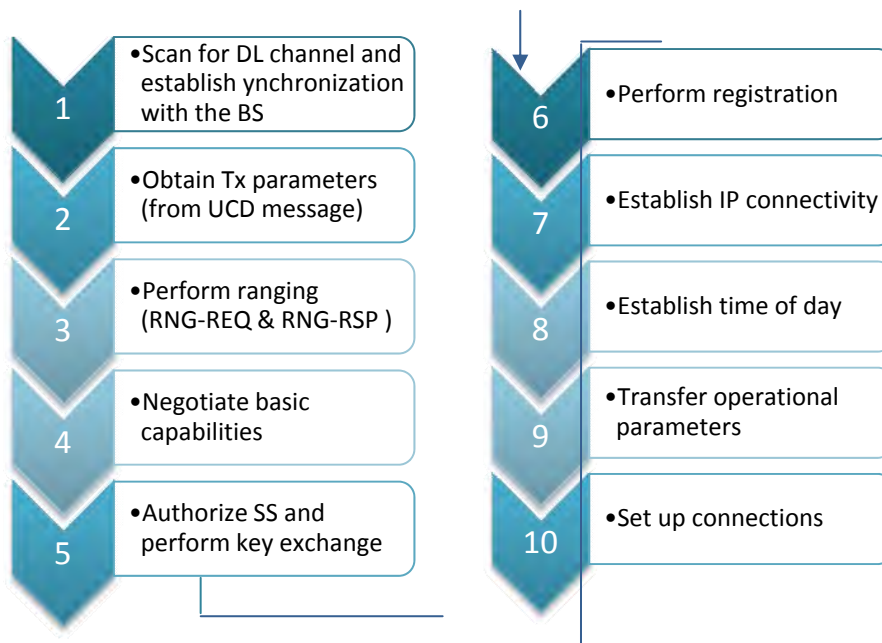 1
•Scan for DL channel and
establish ynchronization
with the BS
2
•Obtain Tx parameters
(from UCD message)
3
•Perform ranging
(RNG-REQ & RNG-RSP )
4
•Negotiate basic
capabilities
5
•Authorize SS and
perform key exchange
6
•Perform registration
7
•Establish IP connectivity
8
•Establish time of day
9
•Transfer operational
parameters
10
•Set up connections